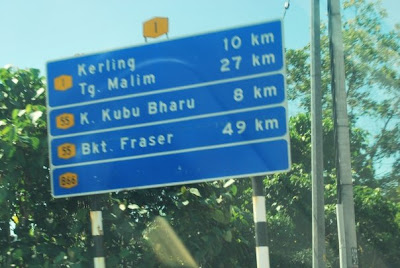 1
1 Kerling 10 km
Tg. Malim 27 km
55 K. Kubu Bharu 8 km
55 Bkt. Fraser 49 km
B66